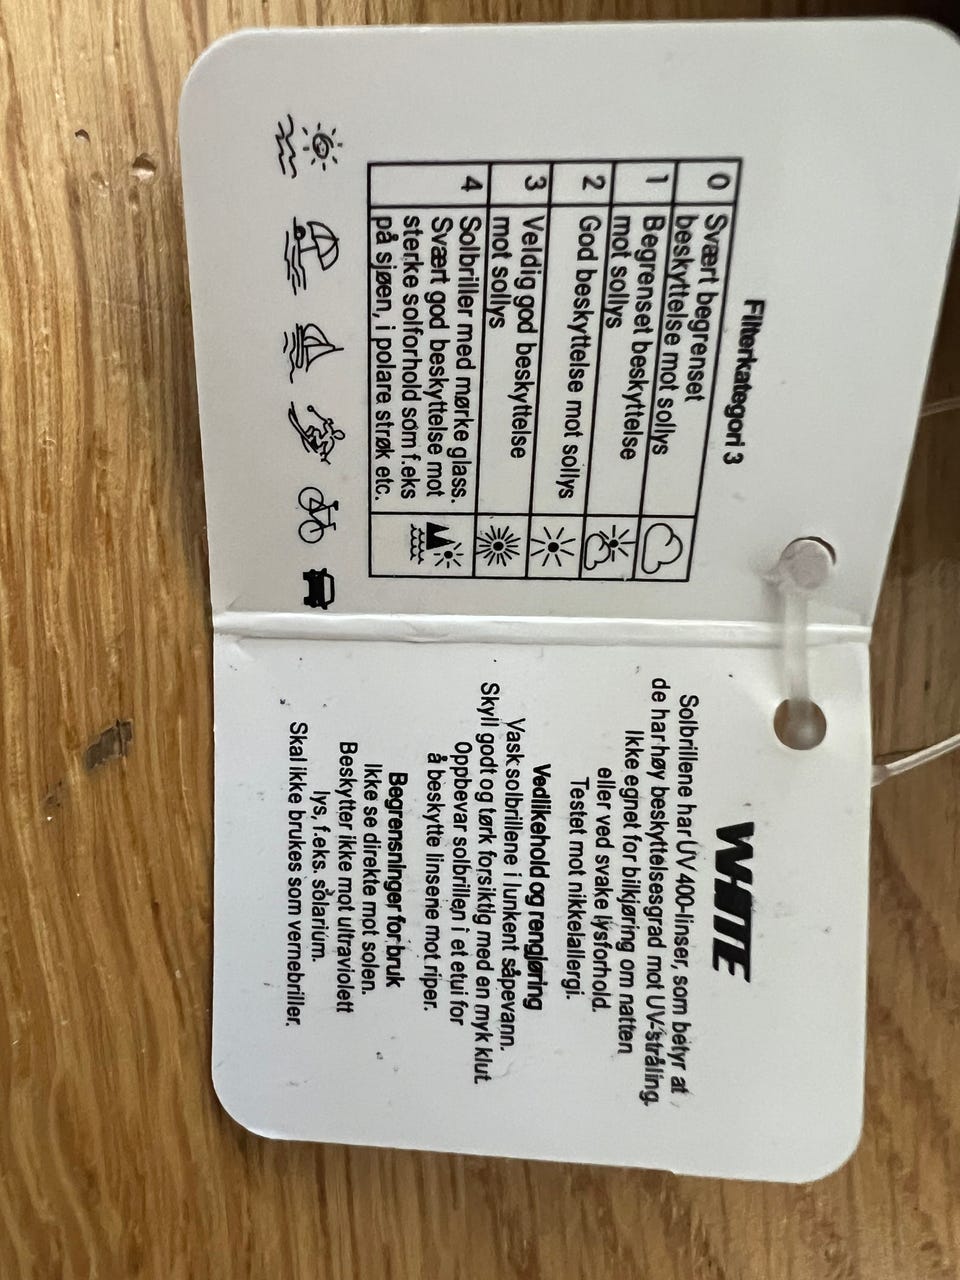 Filterkategori 3
0 Svært begrenset
beskyttelse mot sollys
1 Begrenset beskyttelse
mot sollys
2 God beskyttelse mot sollys
3 Veldig god beskyttelse
mot sollys
4 Solbriller med mørke glass.
Svært god beskyttelse mot
sterke solforhold som f.eks
på sjøen, i polare strøk etc.
WHITE
Solbrillene har UV 400-linser, som betyr at
de har høy beskyttelsesgrad mot UV-stråling.
Ikke egnet for bilkjøring om natten
eller ved svake lysforhold.
Testet mot nikkelallergi.
Vedlikehold og rengjøring
Vask solbrillene i lunkent såpevann.
Skyll godt og tørk forsiktig med en myk klut.
Oppbevar solbrillen i et etui for
å beskytte linsene mot riper.
Begrensninger for bruk
Ikke se direkte mot solen.
Beskytter ikke mot ultraviolett
lys, f.eks. solarium.
Skal ikke brukes som vernebriller.